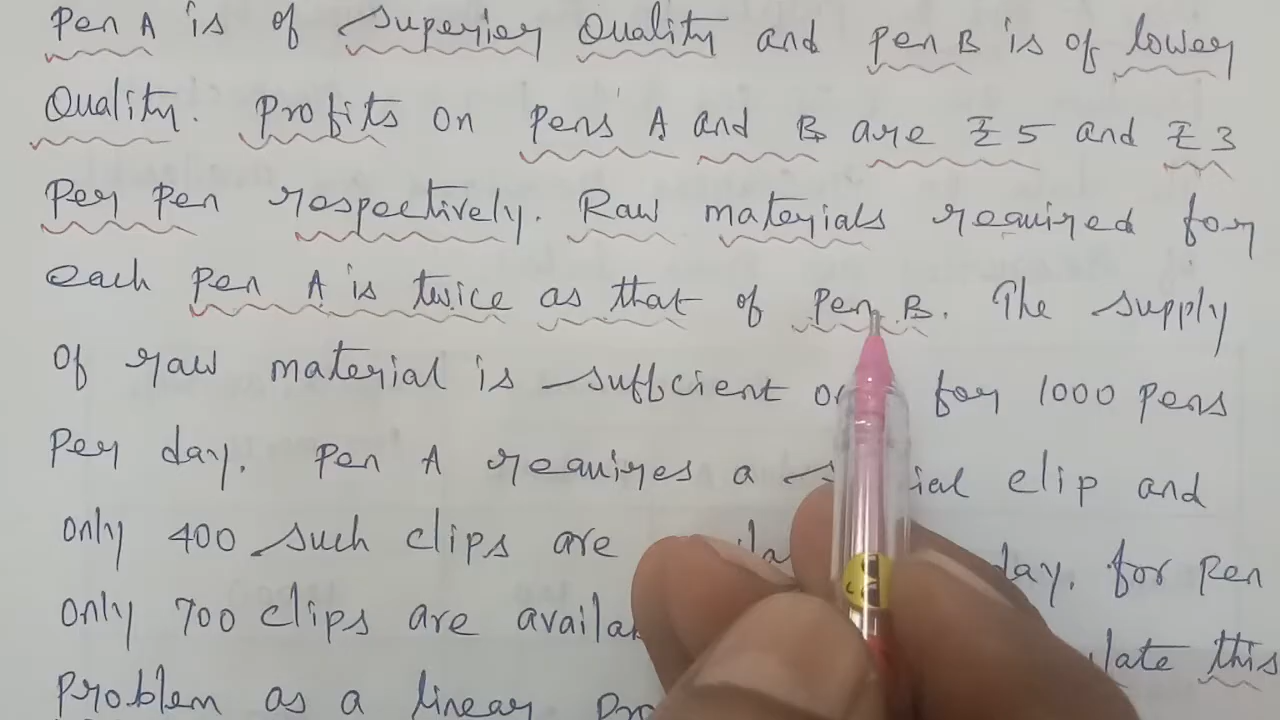 Pen A is of superior Quality and pen B is of lower
Quality. Profits on pens A and B are ₹5 and ₹3
Per pen respectively. Raw materials required for
each pen A is twice as that of pen B. The supply
of raw material is sufficient for 1000 pens
Per day. Pen A requires a clip and
only 400 such clips are day. for pen
only 700 clips are this
Problem as a linear